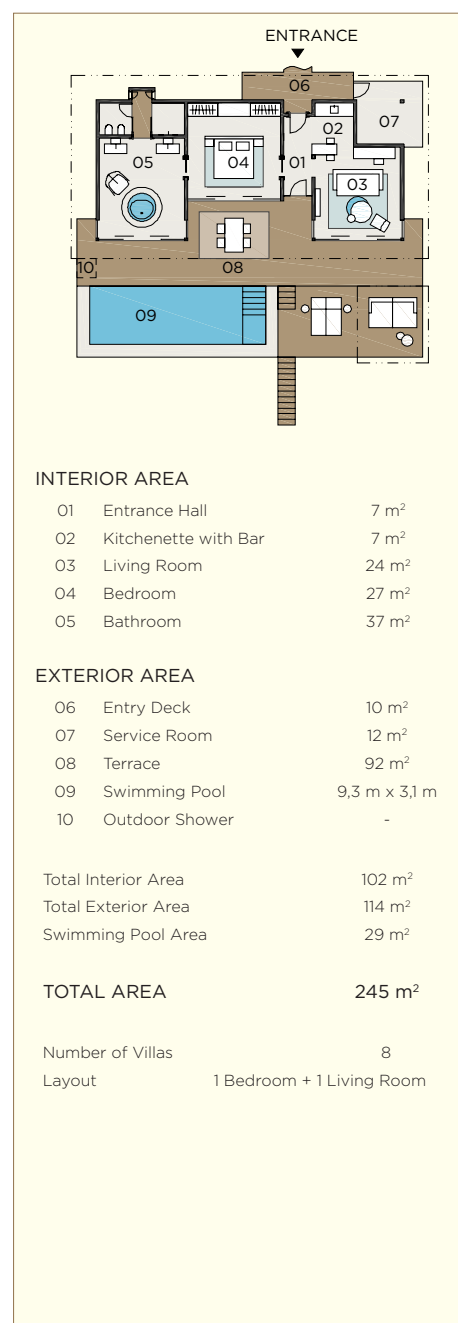 ENTRANCE
06
02
07
05
04
01
03
10
08
09
INTERIOR AREA
01 Entrance Hall 7 m²
02 Kitchenette with Bar 7 m²
03 Living Room 24 m²
04 Bedroom 27 m²
05 Bathroom 37 m²
EXTERIOR AREA
06 Entry Deck 10 m²
07 Service Room 12 m²
08 Terrace 92 m²
09 Swimming Pool 9,3 m x 3,1 m
10 Outdoor Shower -
Total Interior Area 102 m²
Total Exterior Area 114 m²
Swimming Pool Area 29 m²
TOTAL AREA 245 m²
Number of Villas 8
Layout 1 Bedroom + 1 Living Room